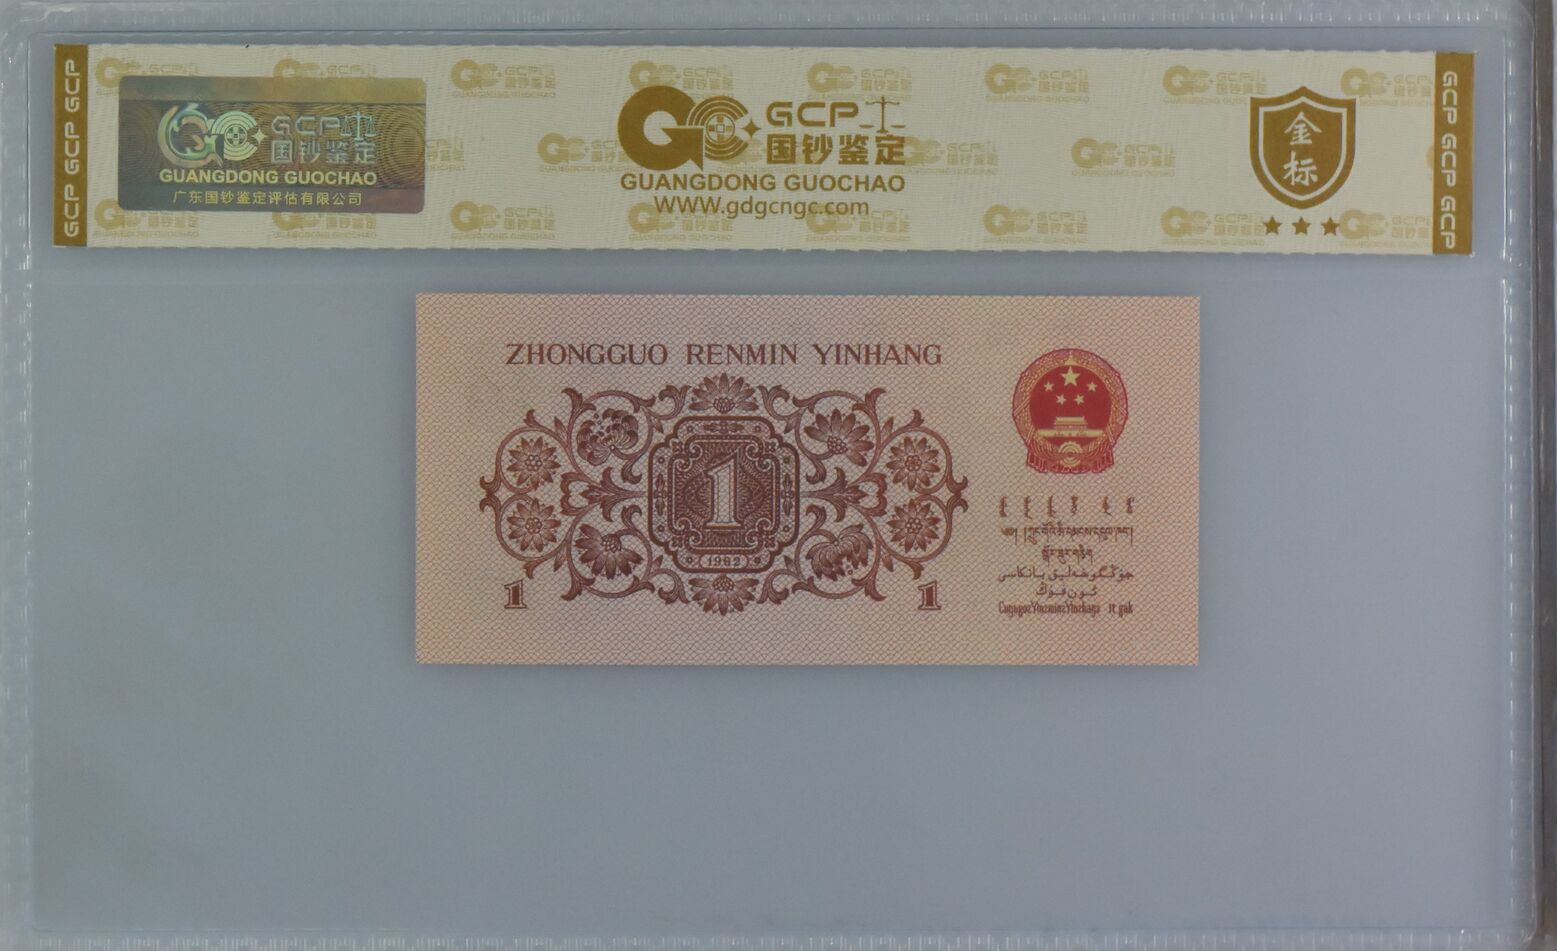 GCP GCP GCP
GCP 国钞鉴定
GUANGDONG GUOCHAO
广东国钞鉴定评估有限公司
GCP
国钞鉴定
GUANGDONG GUOCHAO
WWW.gdgcngc.com
金标
GCP GCP GCP
ZHONGGUO RENMIN YINHANG
1
1962
1 1